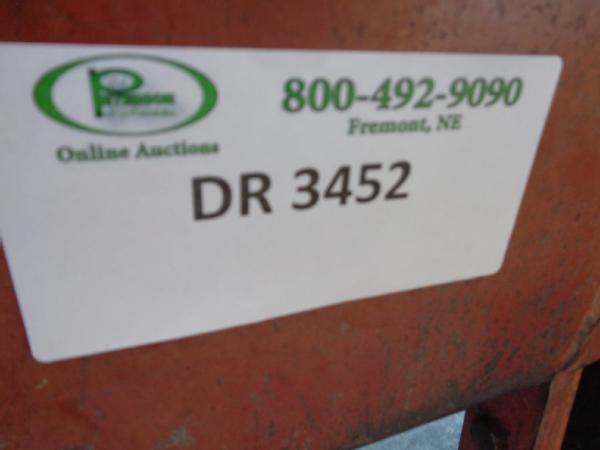 Online Auctions
800-492-9090
Fremont, NE
DR 3452